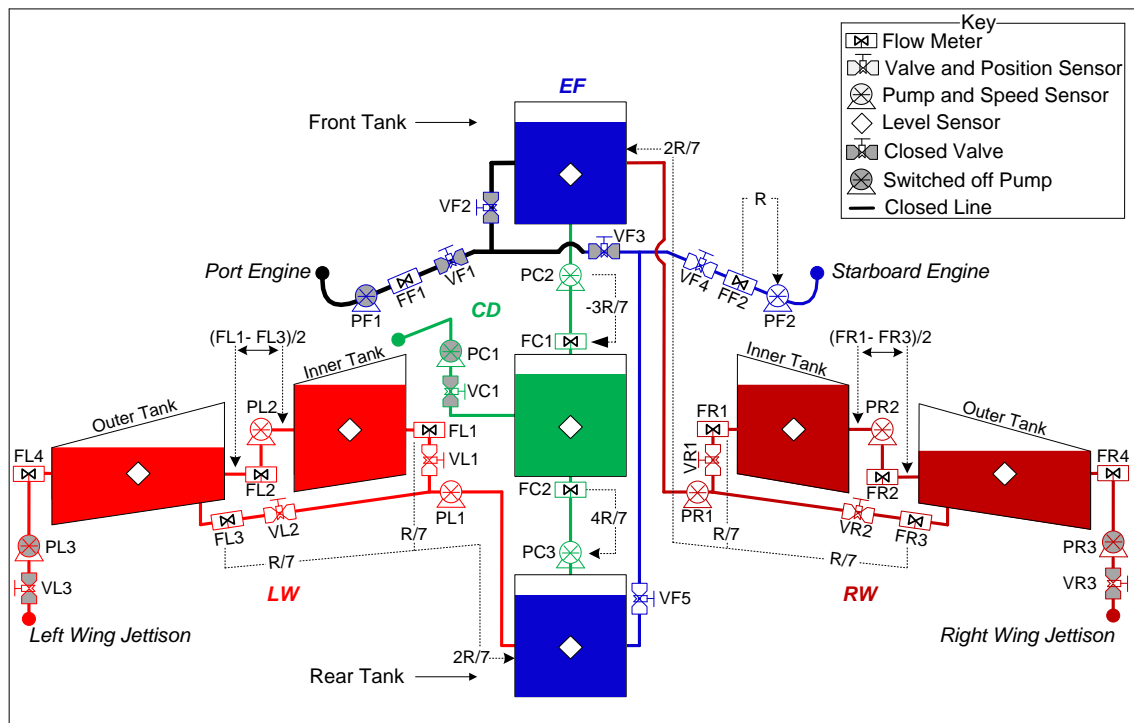 Key
Flow Meter
Valve and Position Sensor
Pump and Speed Sensor
Level Sensor
Closed Valve
Switched off Pump
Closed Line
EF
Front Tank
2R/7
VF2
VF3
R
Port Engine
VF1
FF1
PF1
PC2
-3R/7
VF4
FF2
PF2
Starboard Engine
CD
FC1
(FL1- FL3)/2
PC1
VC1
(FR1- FR3)/2
Inner Tank
Outer Tank
PL2
FL1
VL1
FL4
FL2
PL1
FL3
VL2
PL3
VL3
R/7
R/7
LW
Left Wing Jettison
FC2
4R/7
PC3
Inner Tank
Outer Tank
FR1
VR1
PR2
FR2
FR4
PR1
VR2
FR3
PR3
VR3
R/7
R/7
RW
Right Wing Jettison
VF5
2R/7
Rear Tank